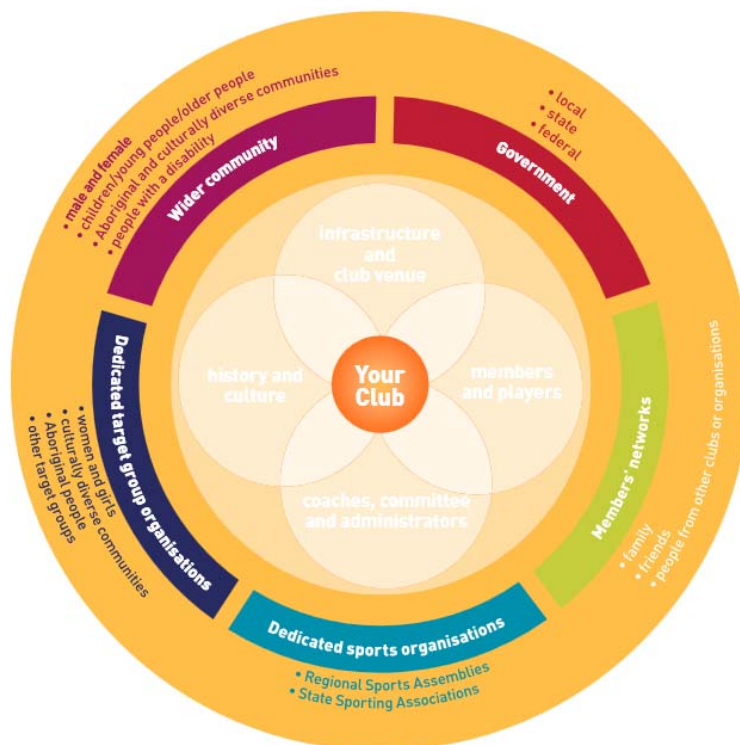 Wider community
• male and female
• children/young people/older people
• Aboriginal and culturally diverse communities
• people with a disability
Government
• local
• state
• federal
Members' networks
• family
• friends
• people from other clubs or organisations
Dedicated sports organisations
• Regional Sports Assemblies
• State Sporting Associations
Dedicated target group organisations
• women and girls
• culturally diverse communities
• Aboriginal people
• other target groups
infrastructure
and
club venue
history and
culture
Your
Club
members
and players
coaches, committee
and administrators